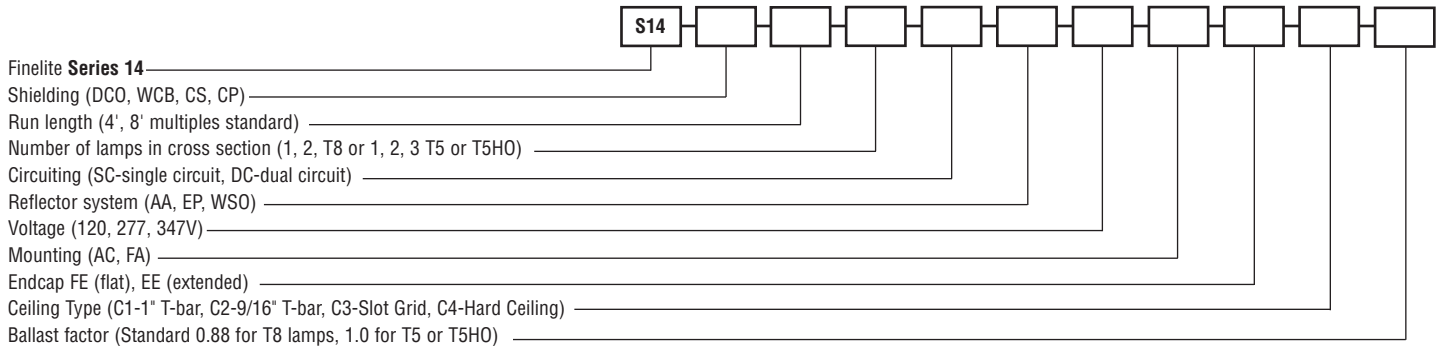 S14
Finelite Series 14
Shielding (DCO, WCB, CS, CP)
Run length (4', 8' multiples standard)
Number of lamps in cross section (1, 2, T8 or 1, 2, 3 T5 or T5HO)
Circuiting (SC-single circuit, DC-dual circuit)
Reflector system (AA, EP, WSO)
Voltage (120, 277, 347V)
Mounting (AC, FA)
Endcap FE (flat), EE (extended)
Ceiling Type (C1-1" T-bar, C2-9/16" T-bar, C3-Slot Grid, C4-Hard Ceiling)
Ballast factor (Standard 0.88 for T8 lamps, 1.0 for T5 or T5HO)